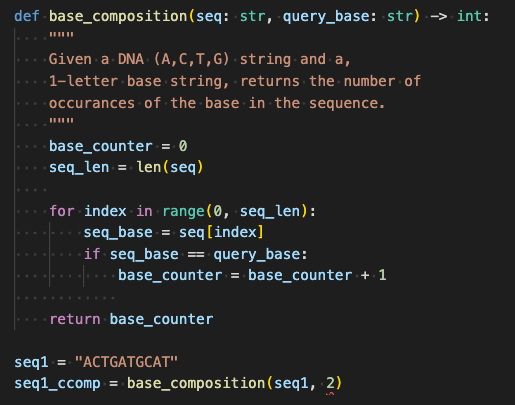 def base_composition(seq: str, query_base: str) -> int:
    """
    Given a DNA (A,C,T,G) string and a,
    1-letter base string, returns the number of
    occurances of the base in the sequence.
    """
    base_counter = 0
    seq_len = len(seq)

    for index in range(0, seq_len):
        seq_base = seq[index]
        if seq_base == query_base:
            base_counter = base_counter + 1

    return base_counter

seq1 = "ACTGATGCAT"
seq1_ccomp = base_composition(seq1, 2)